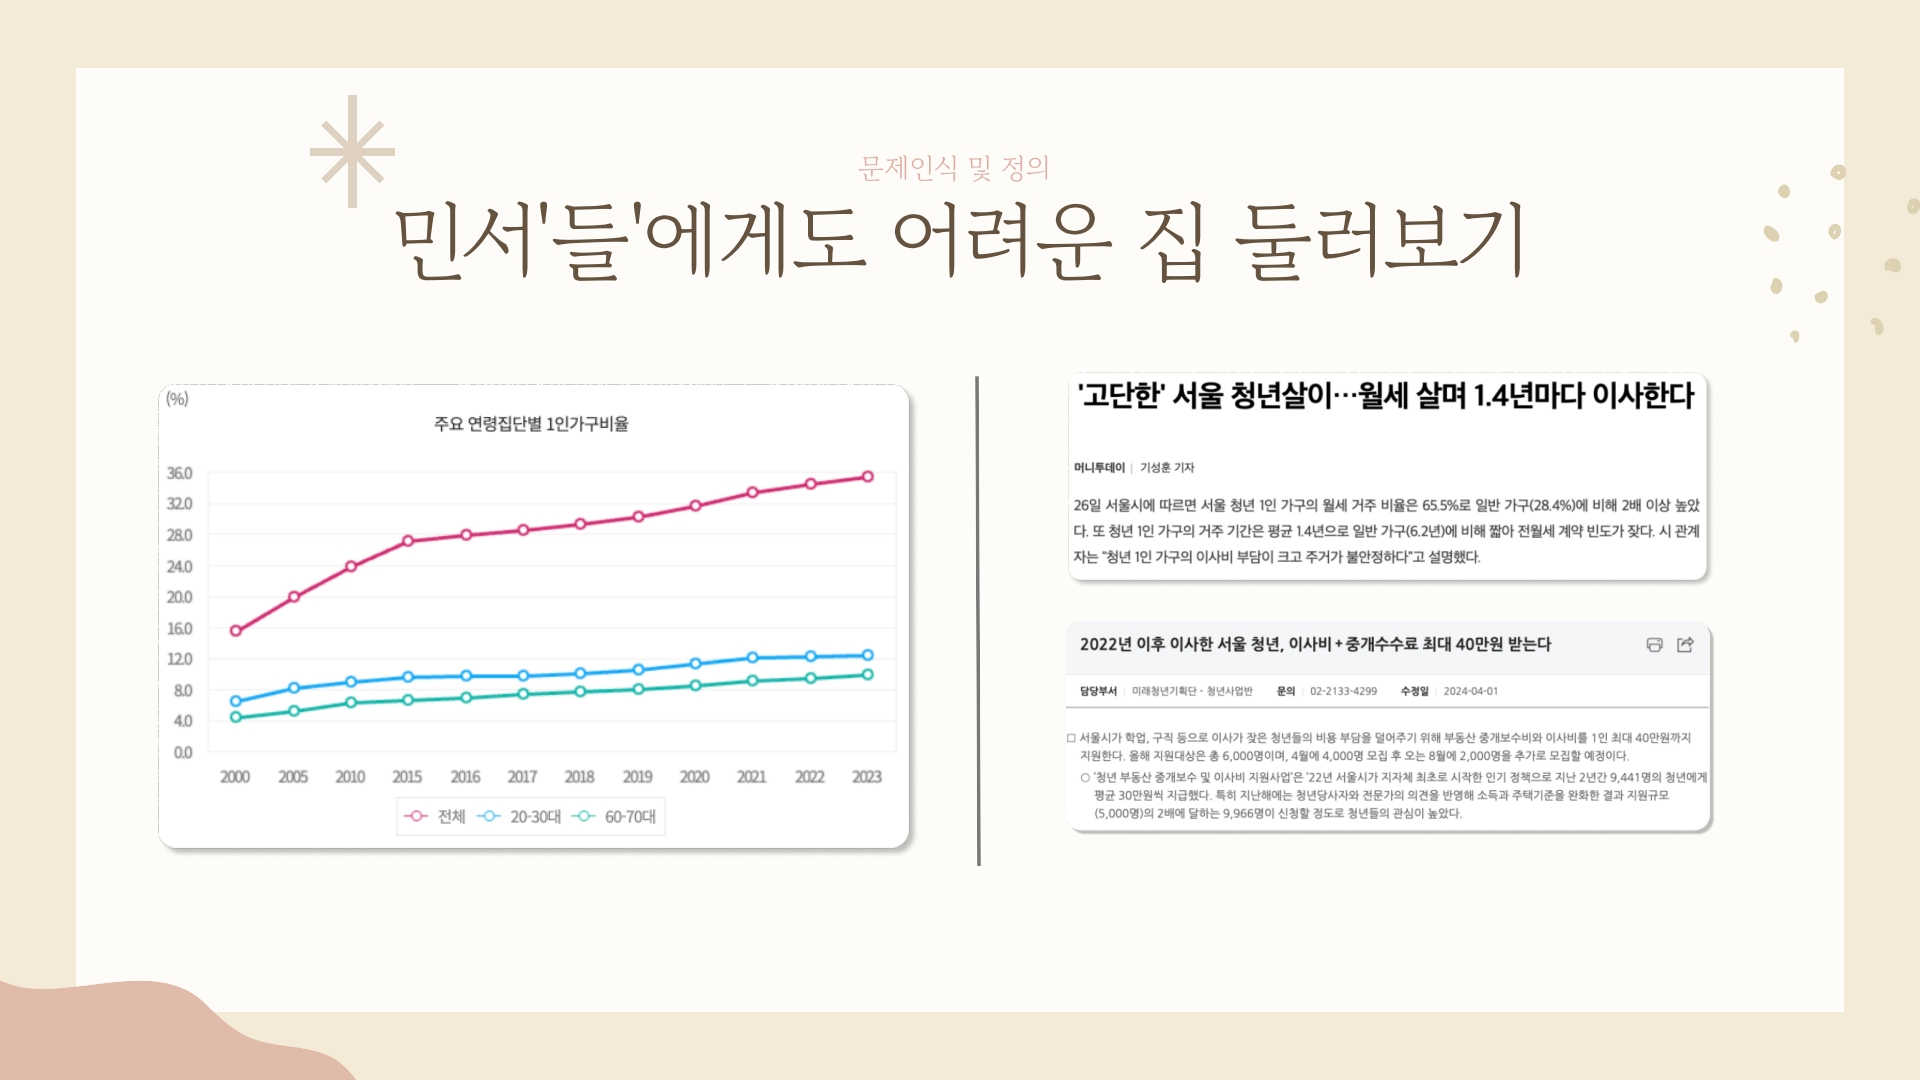 문제인식 및 정의
민서'들'에게도 어려운 집 둘러보기
(%)
주요 연령집단별 1인가구비율
36.0
32.0
28.0
24.0
20.0
16.0
12.0
8.0
4.0
0.0
2000 2005 2010 2015 2016 2017 2018 2019 2020 2021 2022 2023
전체 20-30대 60-70대
'고단한' 서울 청년살이…월세 살며 1.4년마다 이사한다
머니투데이 | 기성훈 기자
26일 서울시에 따르면 서울 청년 1인 가구의 월세 거주 비율은 65.5%로 일반 가구(28.4%)에 비해 2배 이상 높았
다. 또 청년 1인 가구의 거주 기간은 평균 1.4년으로 일반 가구(6.2년)에 비해 짧아 전월세 계약 빈도가 잦다. 시 관계
자는 "청년 1인 가구의 이사비 부담이 크고 주거가 불안정하다"고 설명했다.
2022년 이후 이사한 서울 청년, 이사비+중개수수료 최대 40만원 받는다
담당부서 | 미래청년기획단 - 청년사업반 문의 | 02-2133-4299 수정일 | 2024-04-01
□ 서울시가 학업, 구직 등으로 이사가 잦은 청년들의 비용 부담을 덜어주기 위해 부동산 중개보수비와 이사비를 1인 최대 40만원까지
지원한다. 올해 지원대상은 총 6,000명이며, 4월에 4,000명 모집 후 오는 8월에 2,000명을 추가로 모집할 예정이다.
○ '청년 부동산 중개보수 및 이사비 지원사업'은 '22년 서울시가 지자체 최초로 시작한 인기 정책으로 지난 2년간 9,441명의 청년에게
평균 30만원씩 지급했다. 특히 지난해에는 청년당사자와 전문가의 의견을 반영해 소득과 주택기준을 완화한 결과 지원규모
(5,000명)의 2배에 달하는 9,966명이 신청할 정도로 청년들의 관심이 높았다.